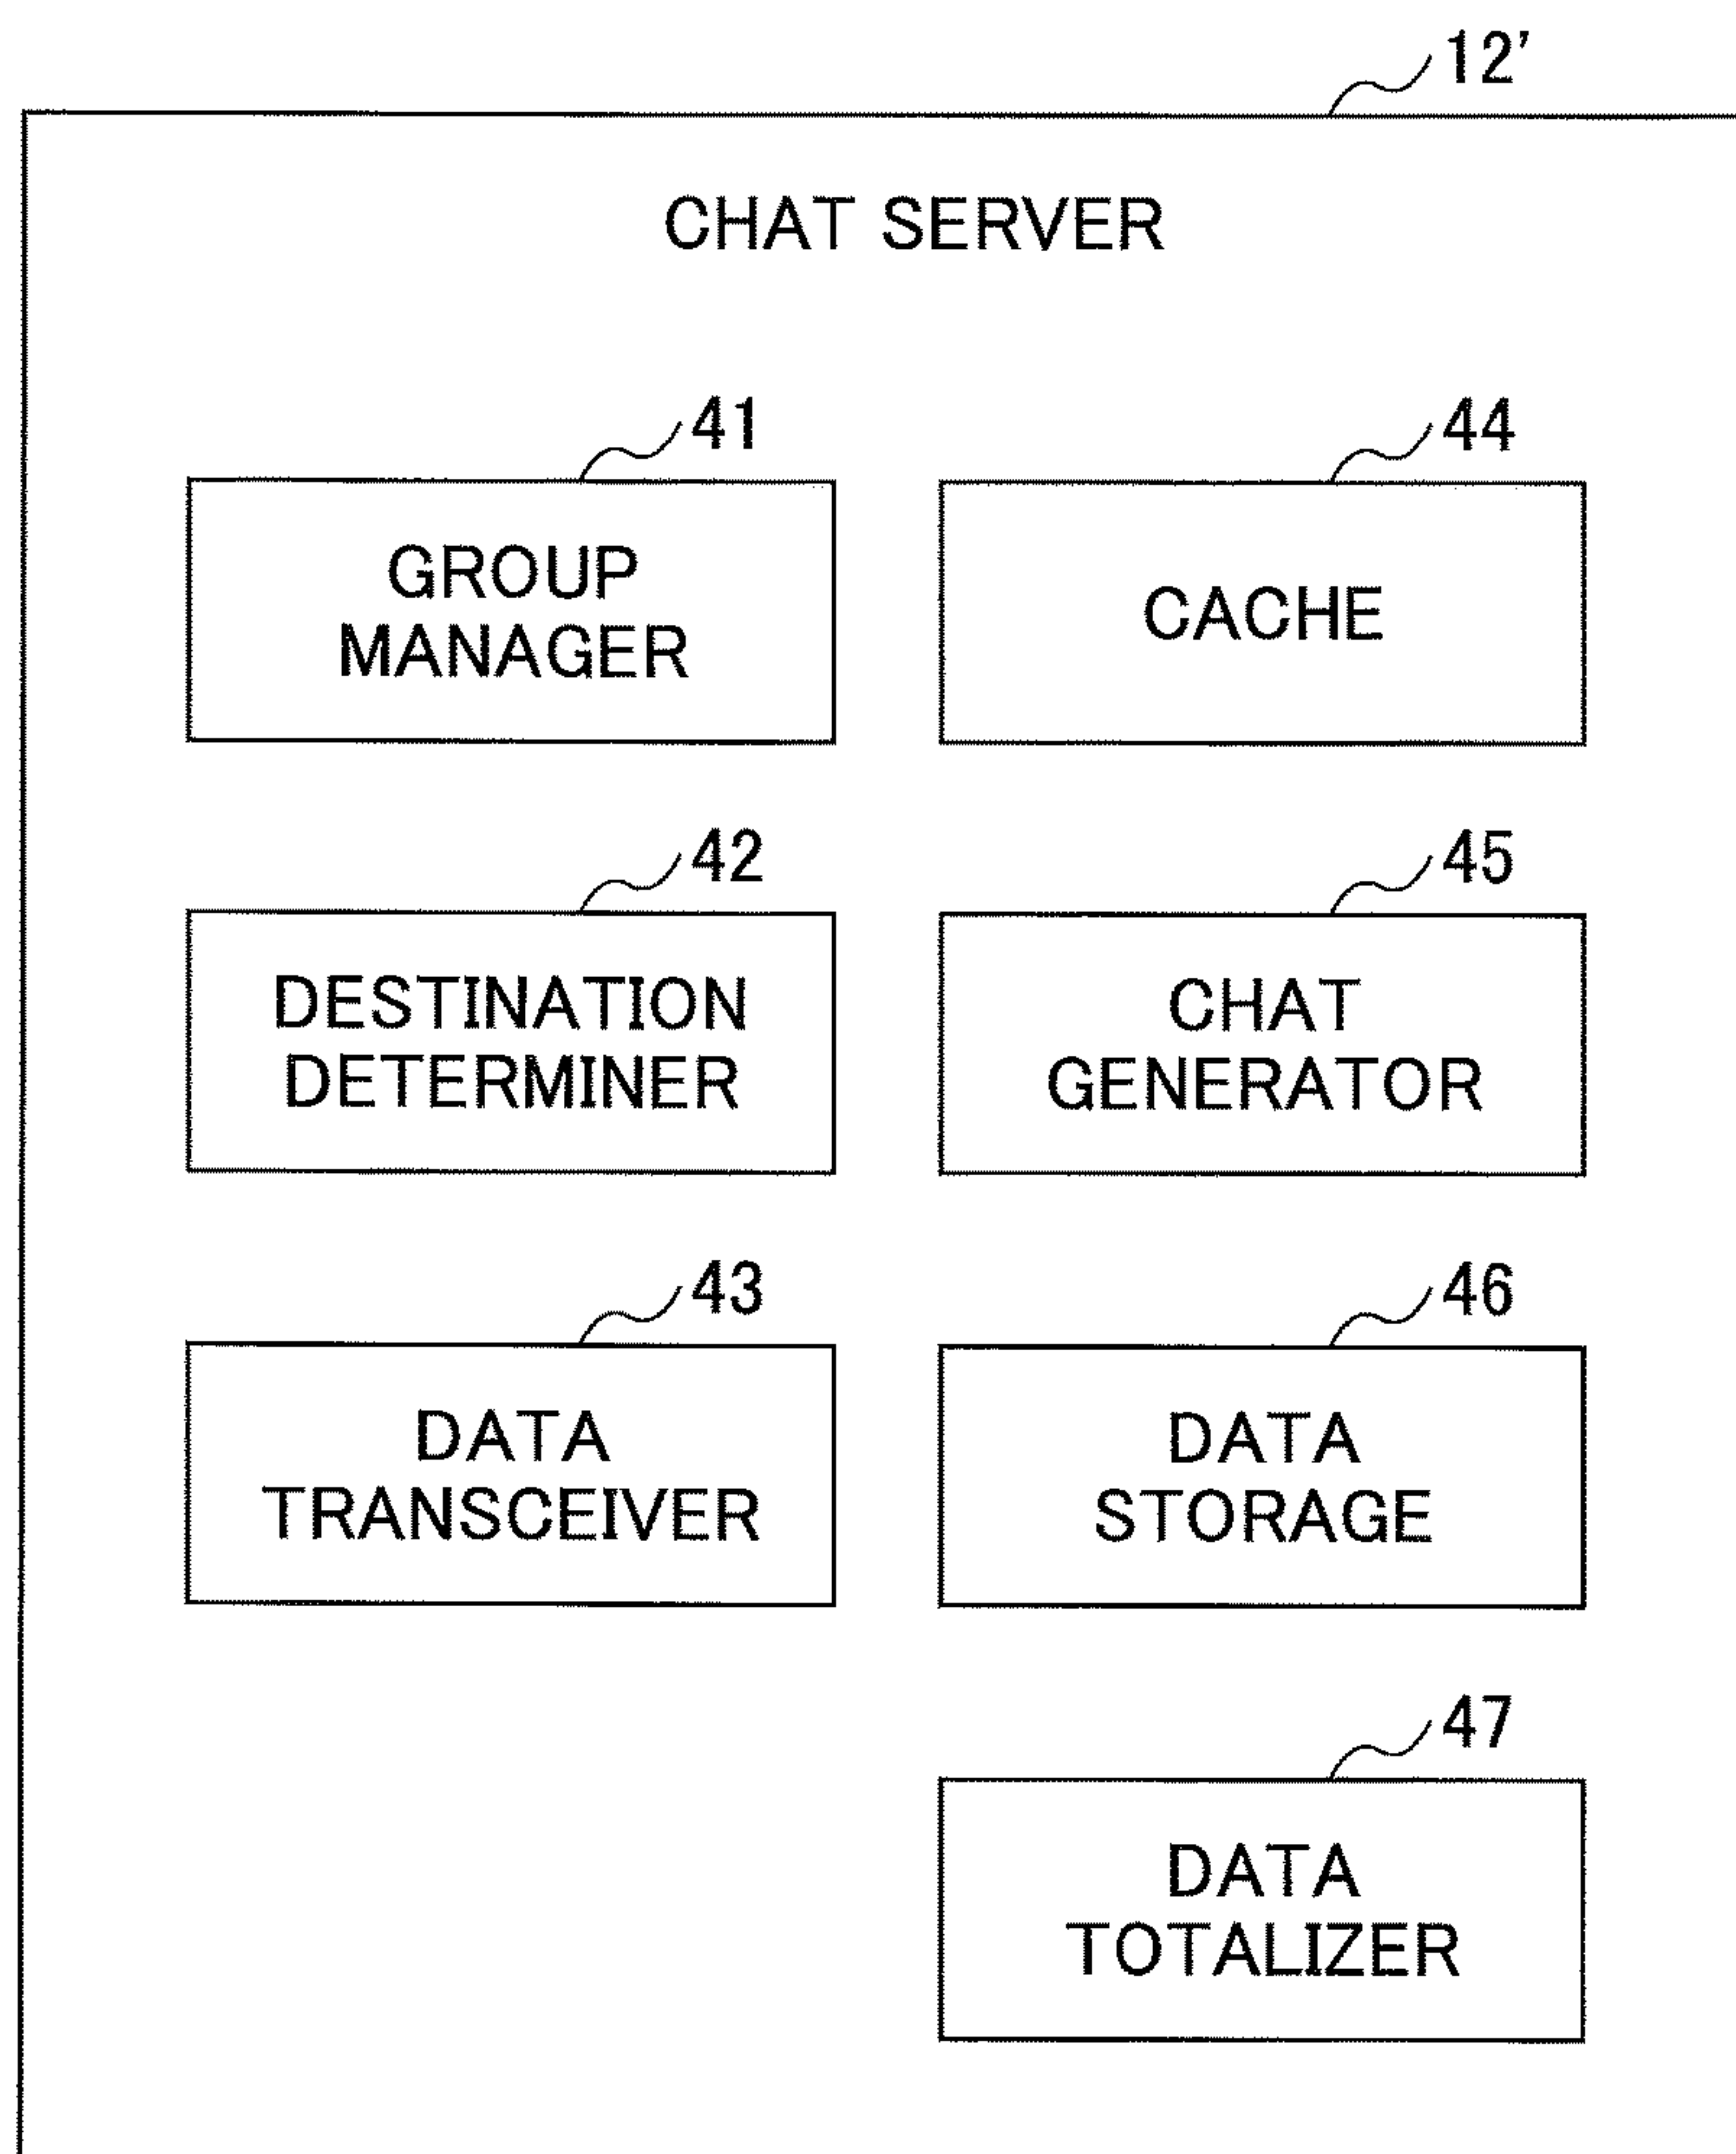 12'
CHAT SERVER
41
GROUP
MANAGER
44
CACHE
42
DESTINATION
DETERMINER
45
CHAT
GENERATOR
43
DATA
TRANSCEIVER
46
DATA
STORAGE
47
DATA
TOTALIZER